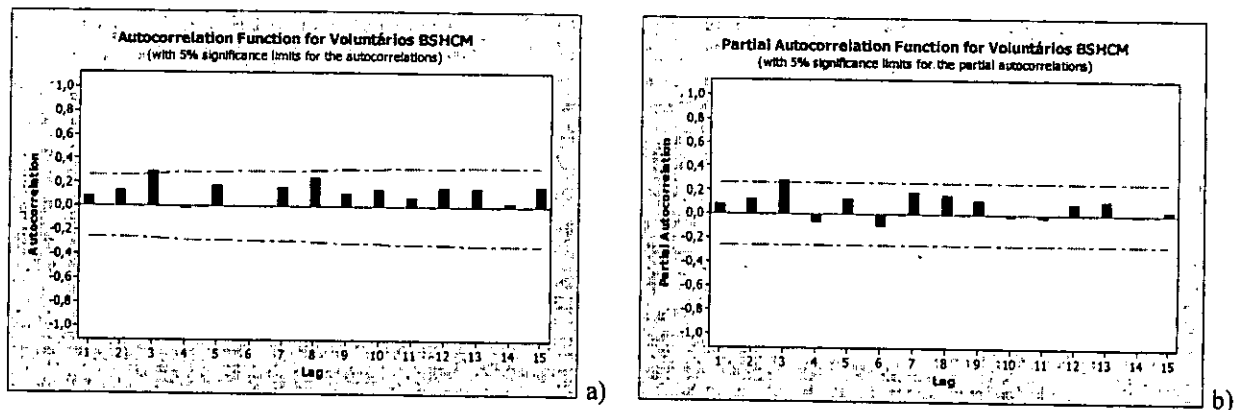 Autocorrelation Function for Voluntários BSHCM
(with 5% significance limits for the autocorrelations)
1,0
0,8
0,6
0,4
0,2
0,0
-0,2
-0,4
-0,6
-0,8
-1,0
Autocorrelation
1 2 3 4 5 6 7 8 9 10 11 12 13 14 15
Lag
a)
Partial Autocorrelation Function for Voluntários BSHCM
(with 5% significance limits for the partial autocorrelations)
1,0
0,8
0,6
0,4
0,2
0,0
-0,2
-0,4
-0,6
-0,8
-1,0
Partial Autocorrelation
1 2 3 4 5 6 7 8 9 10 11 12 13 14 15
Lag
b)